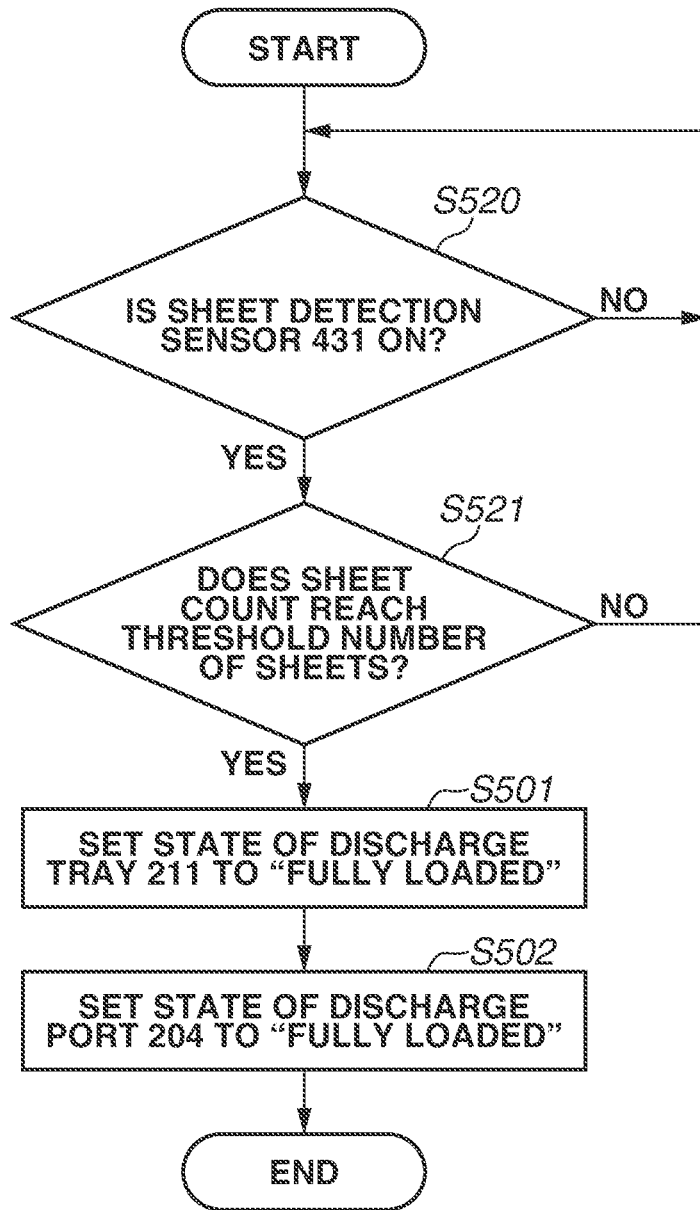 START
S520
IS SHEET DETECTION
SENSOR 431 ON?
NO
YES
S521
DOES SHEET
COUNT REACH
THRESHOLD NUMBER
OF SHEETS?
NO
YES
S501
SET STATE OF DISCHARGE
TRAY 211 TO “FULLY LOADED”
S502
SET STATE OF DISCHARGE
PORT 204 TO “FULLY LOADED”
END